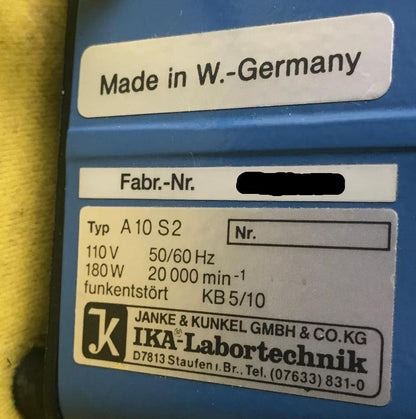 Made in W.-Germany
Fabr.-Nr.
Typ A 10 S 2 Nr.
110 V 50/60 Hz
180 W 20 000 min⁻¹
funkentstört KB 5/10
JANKE & KUNKEL GMBH & CO. KG
IKA®-Labortechnik
D7813 Staufen i. Br., Tel. (07633) 831-0
JK